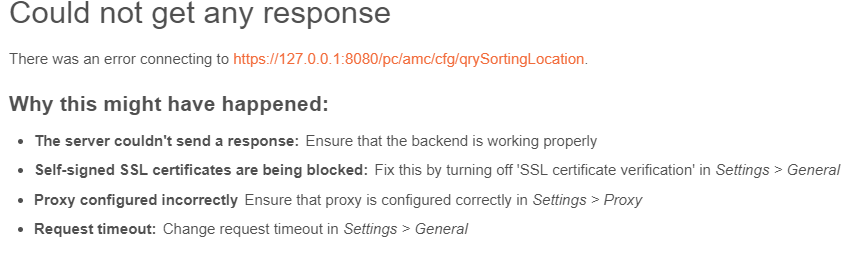 Could not get any response
There was an error connecting to https://127.0.0.1:8080/pc/amc/cfg/qrySortingLocation.
Why this might have happened:
• The server couldn't send a response: Ensure that the backend is working properly
• Self-signed SSL certificates are being blocked: Fix this by turning off 'SSL certificate verification' in Settings > General
• Proxy configured incorrectly Ensure that proxy is configured correctly in Settings > Proxy
• Request timeout: Change request timeout in Settings > General